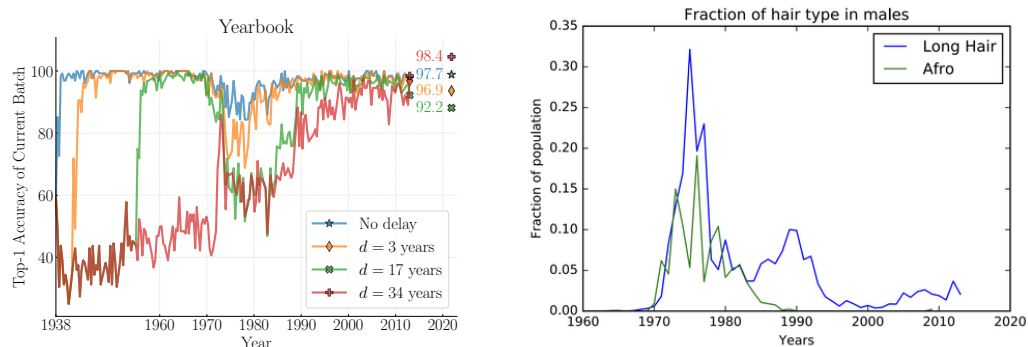 Yearbook
98.4
97.7
96.9
92.2
100
80
60
40
Top-1 Accuracy of Current Batch
No delay
d = 3 years
d = 17 years
d = 34 years
1938 1960 1970 1980 1990 2000 2010 2020
Year
Fraction of hair type in males
Long Hair
Afro
0.35
0.30
0.25
0.20
0.15
0.10
0.05
0.00
Fraction of population
1960 1970 1980 1990 2000 2010 2020
Years